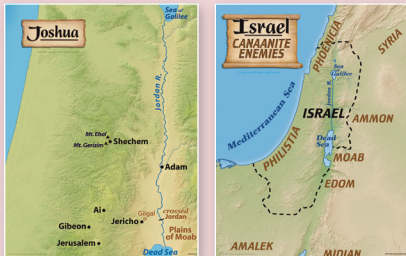 Joshua
Sea of
Galilee
Jordan R.
Mt. Ebal
Shechem
Mt. Gerizim
Adam
Ai
Gilgal
crossed
Jordan
Jericho
Gibeon
Plains
of Moab
Jerusalem
Dead Sea
Israel
CANAANITE
ENEMIES
PHOENICIA
SYRIA
Sea
of
Galilee
Mediterranean Sea
Jordan R.
ISRAEL
AMMON
PHILISTIA
Dead
Sea
MOAB
EDOM
AMALEK
MIDIAN